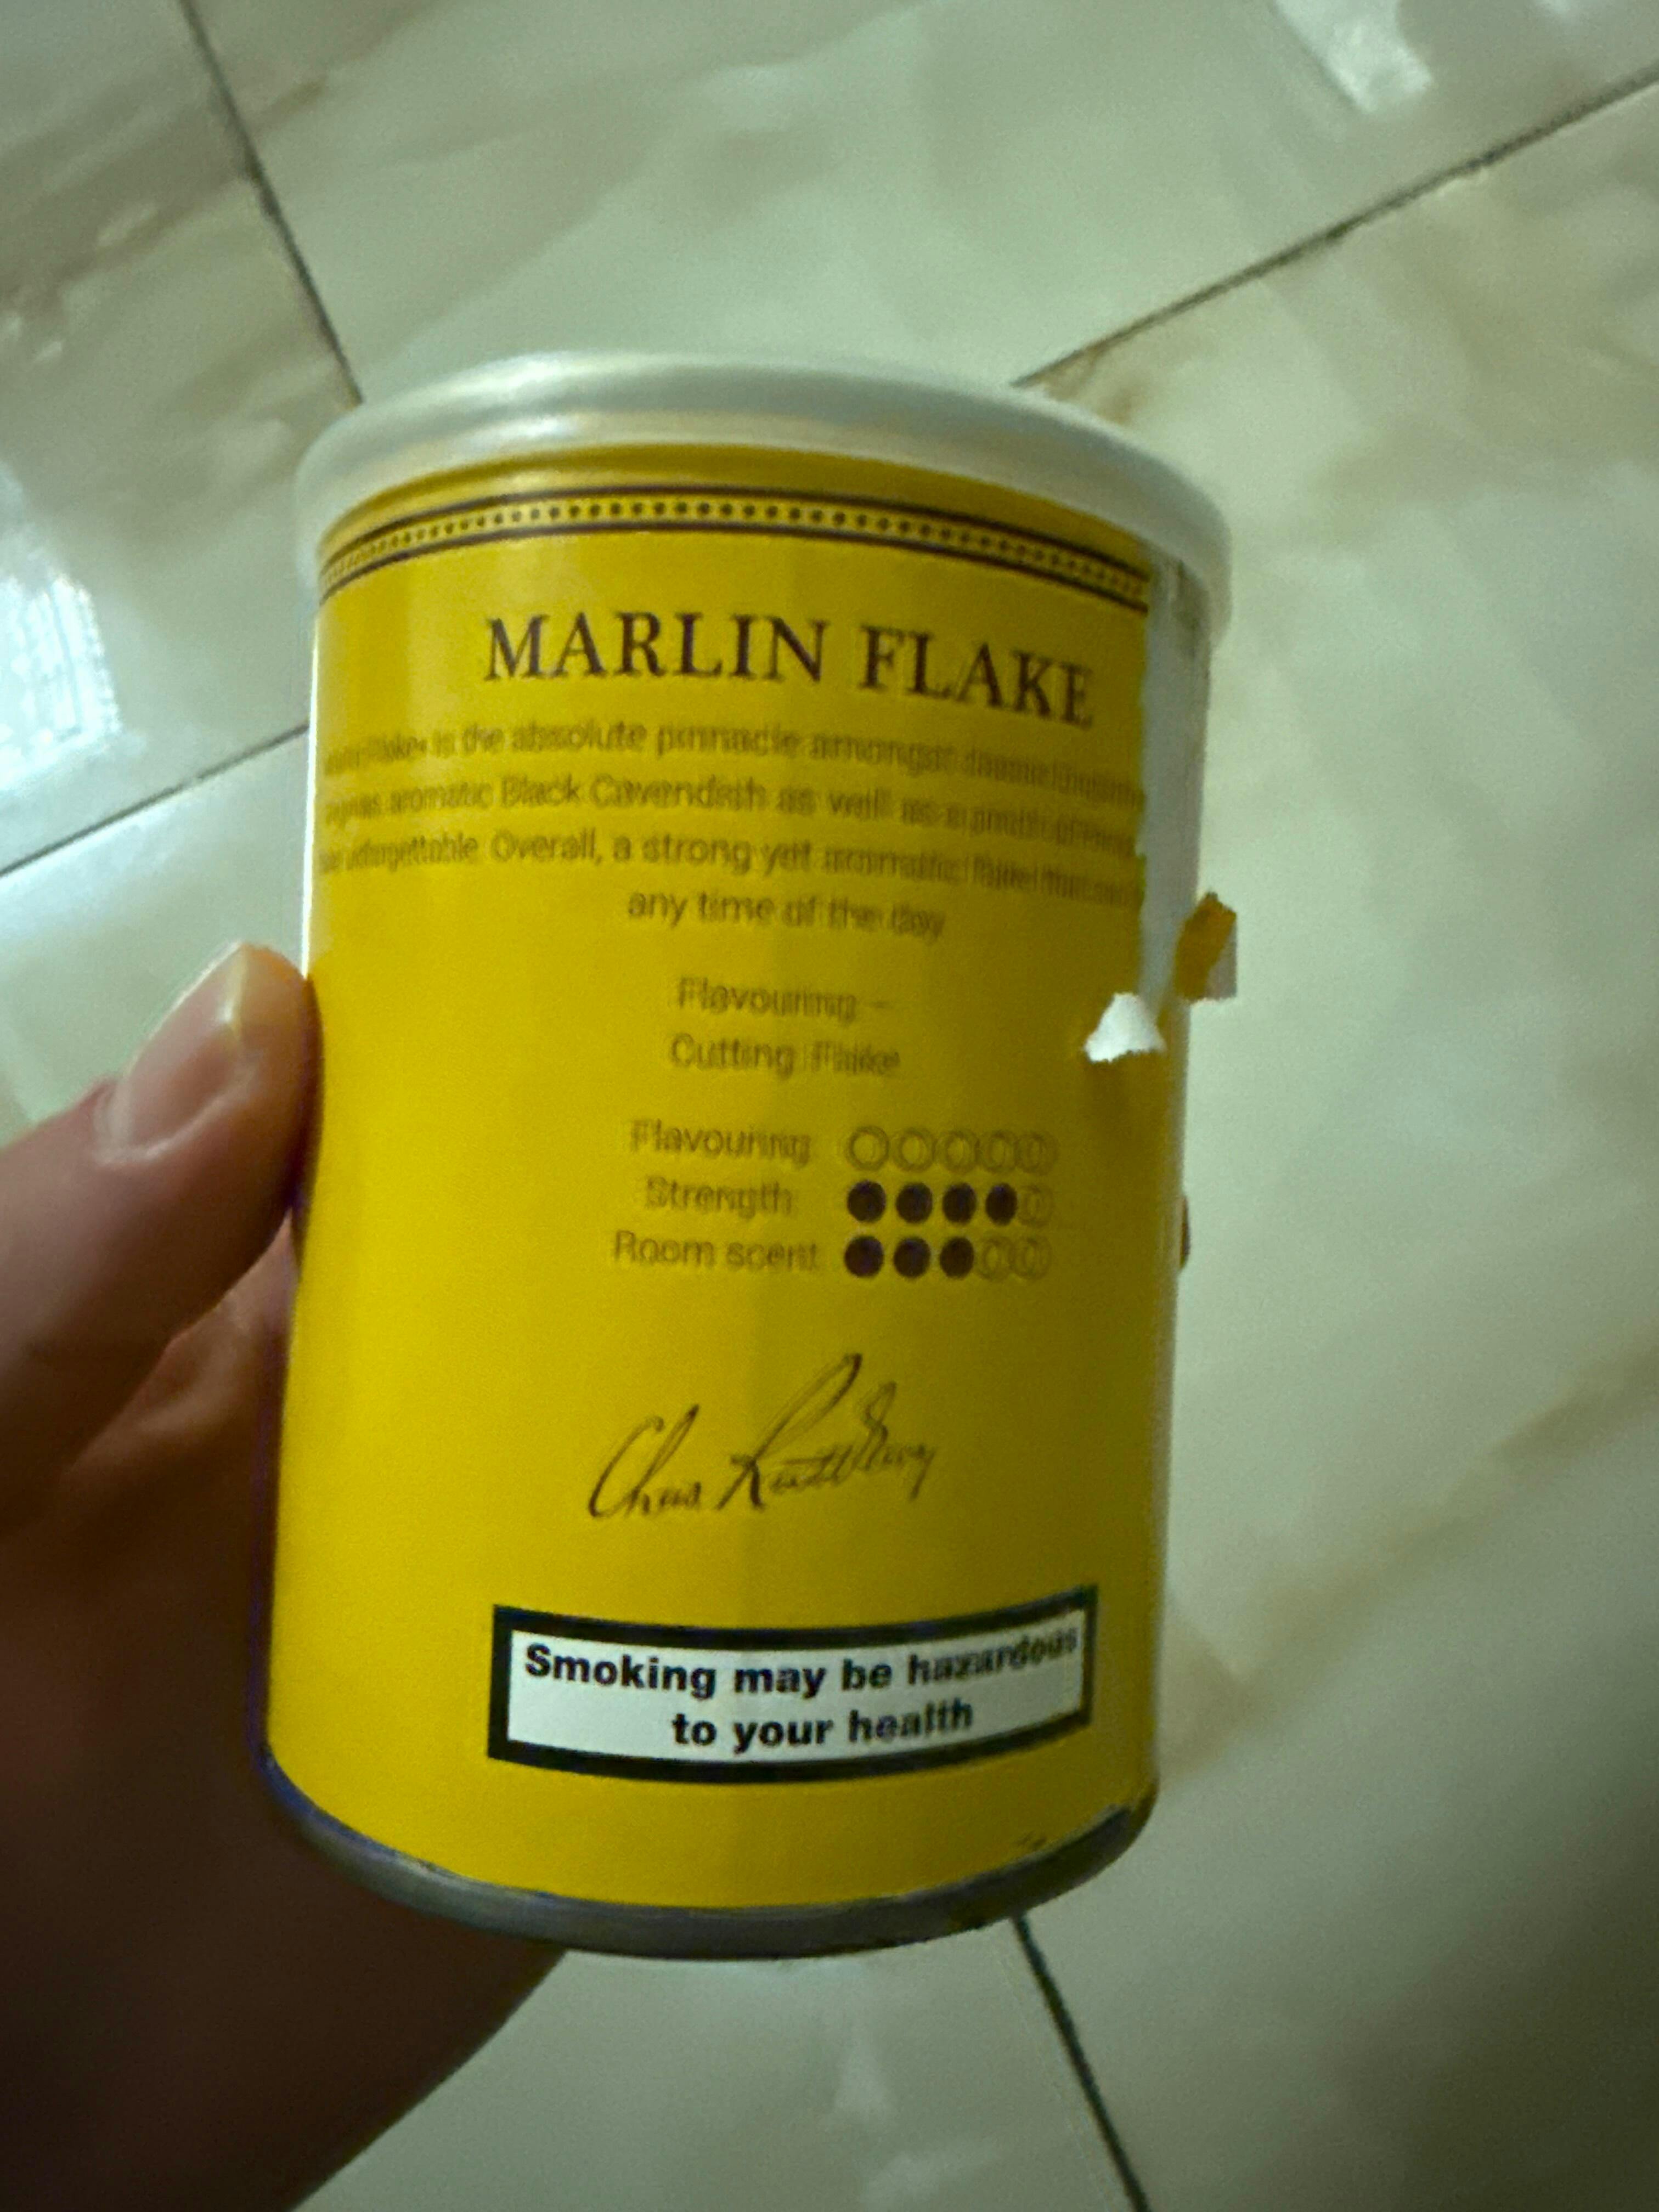 MARLIN FLAKE
is the absolute pinnacle amongst
aromatic Black Cavendish as well as a
unforgettable Overall, a strong yet aromatic
any time of the day
Flavouring –
Cutting Flake
Flavouring
Strength
Room scent
Smoking may be hazardous
to your health